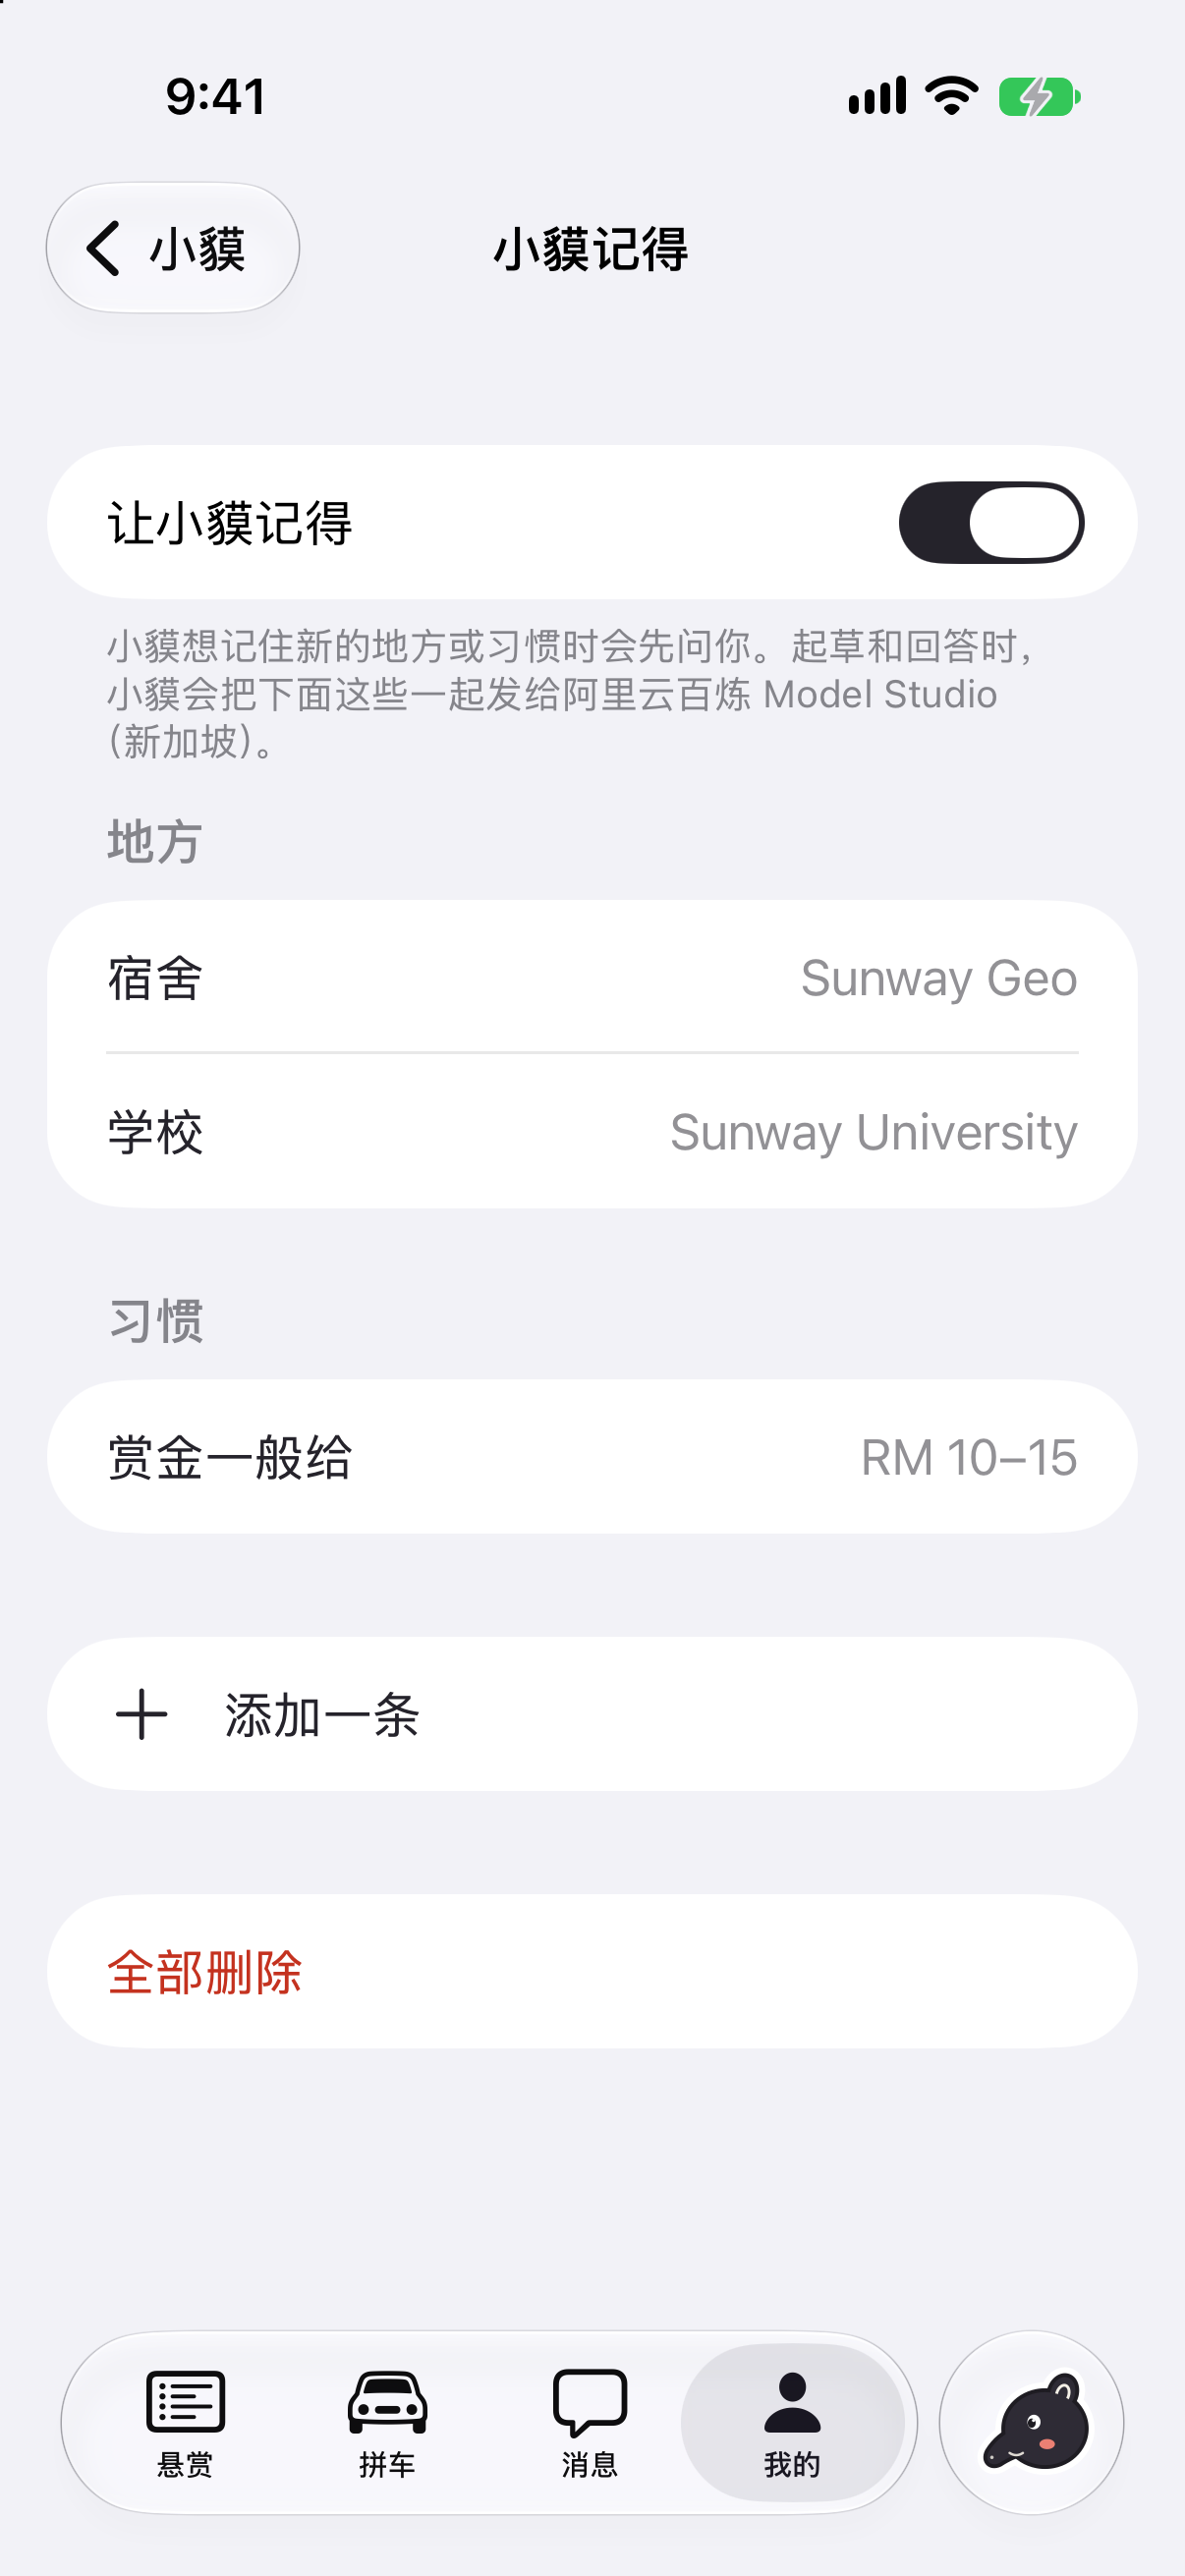 9:41
小貘
小貘记得
让小貘记得
小貘想记住新的地方或习惯时会先问你。起草和回答时，
小貘会把下面这些一起发给阿里云百炼 Model Studio
（新加坡）。
地方
宿舍
Sunway Geo
学校
Sunway University
习惯
赏金一般给
RM 10–15
添加一条
全部删除
悬赏
拼车
消息
我的